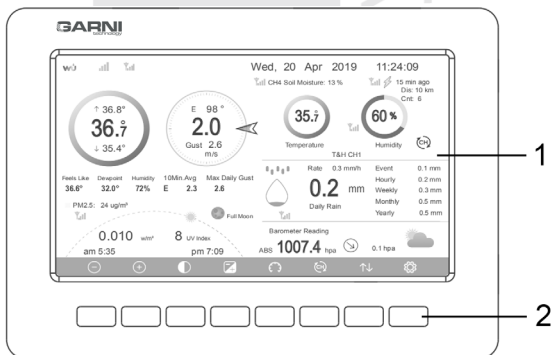 GARNI
technology
Wed, 20 Apr 2019 11:24:09
CH4 Soil Moisture: 13 %
15 min ago
Dis: 10 km
Cnt: 6
↑ 36.8°
36.7°
↓ 35.4°
E 98 °
2.0
Gust 2.6
m/s
35.7°
Temperature
60 %
Humidity
CH
T&H CH1
1
Feels Like Dewpoint Humidity 10Min.Avg Max Daily Gust
36.6° 32.0° 72% E 2.3 2.6
Rate 0.3 mm/h
0.2 mm
Daily Rain
Event 0.1 mm
Hourly 0.2 mm
Weekly 0.3 mm
Monthly 0.5 mm
Yearly 0.5 mm
PM2.5: 24 ug/m³
Full Moon
0.010 w/m² 8 UV Index
am 5:35 pm 7:09
Barometer Reading
ABS 1007.4 hpa 0.1 hpa
CH
2